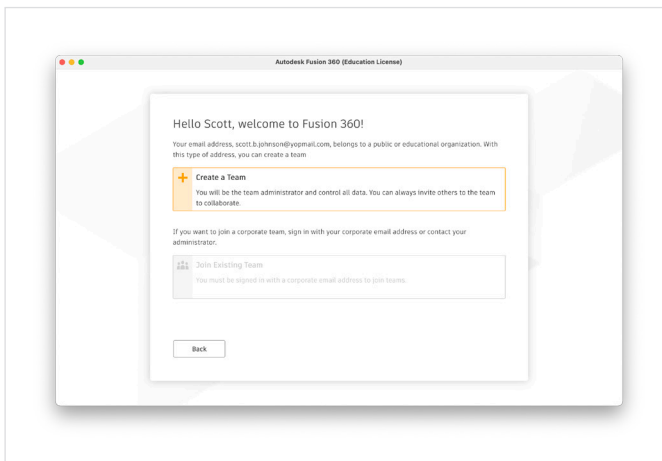 Autodesk Fusion 360 (Education License)
Hello Scott, welcome to Fusion 360!
Your email address, scott.b.johnson@yopmail.com, belongs to a public or educational organization. With
this type of address, you can create a team
Create a Team
You will be the team administrator and control all data. You can always invite others to the team
to collaborate.
If you want to join a corporate team, sign in with your corporate email address or contact your
administrator.
Join Existing Team
You must be signed in with a corporate email address to join teams.
Back